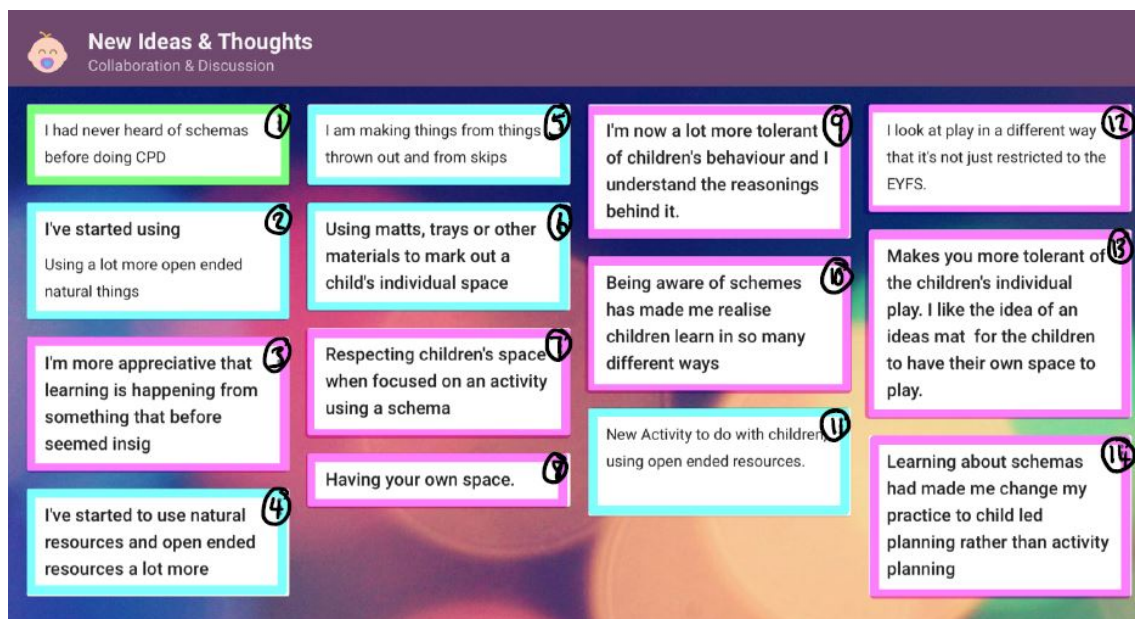 New Ideas & Thoughts
Collaboration & Discussion
1
I had never heard of schemas
before doing CPD
2
I've started using
Using a lot more open ended
natural things
3
I'm more appreciative that
learning is happening from
something that before
seemed insig
4
I've started to use natural
resources and open ended
resources a lot more
5
I am making things from things
thrown out and from skips
6
Using matts, trays or other
materials to mark out a
child's individual space
7
Respecting children's space
when focused on an activity
using a schema
8
Having your own space.
9
I'm now a lot more tolerant
of children's behaviour and I
understand the reasonings
behind it.
10
Being aware of schemes
has made me realise
children learn in so many
different ways
11
New Activity to do with children,
using open ended resources.
12
I look at play in a different way
that it's not just restricted to the
EYFS.
13
Makes you more tolerant of
the children's individual
play. I like the idea of an
ideas mat for the children
to have their own space to
play.
14
Learning about schemas
had made me change my
practice to child led
planning rather than activity
planning